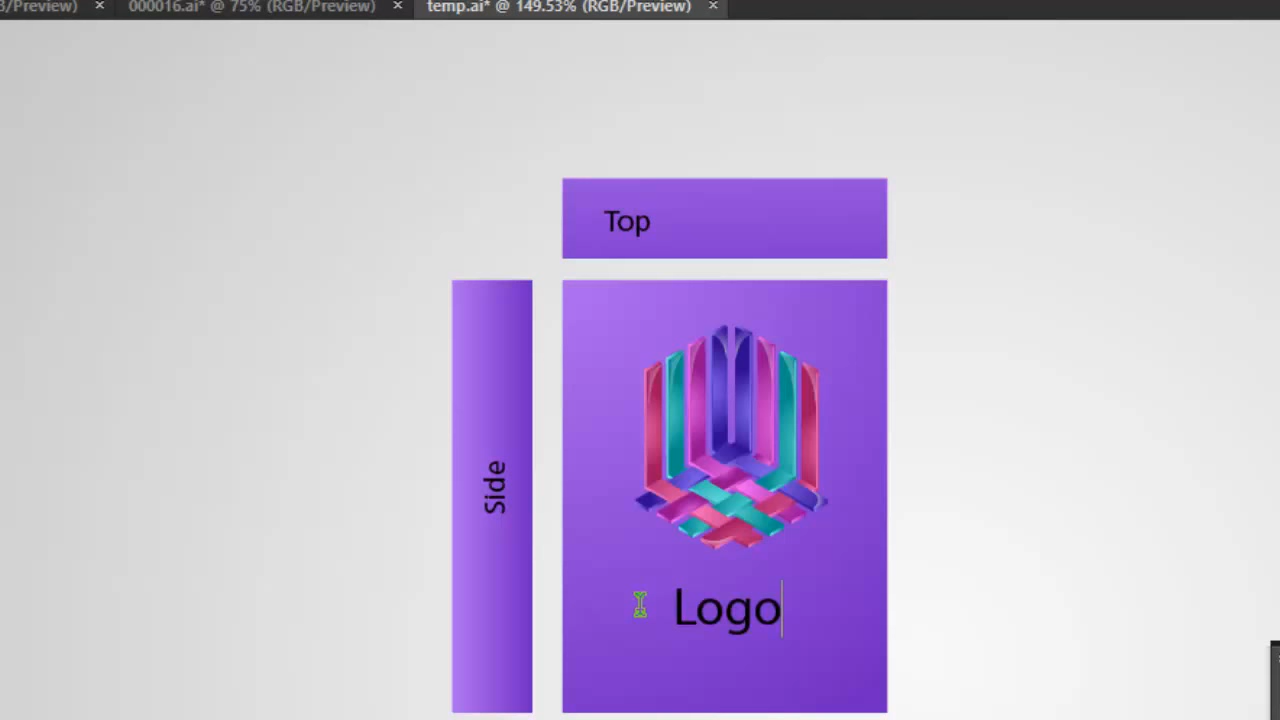 /Preview) × 000016.ai* @ 75% (RGB/Preview) × temp.ai* @ 149.53% (RGB/Preview) ×
Top
Side
Logo